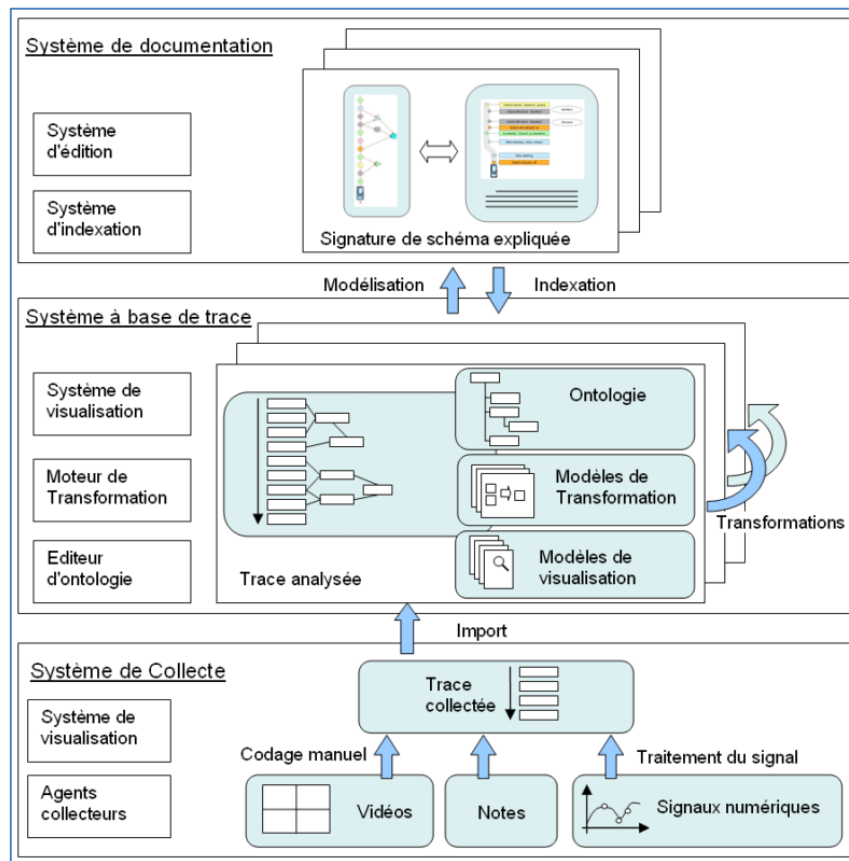 Système de documentation
Système
d'édition
Système
d'indexation
Signature de schéma expliquée
Modélisation
Indexation
Système à base de trace
Système de
visualisation
Moteur de
Transformation
Editeur
d'ontologie
Ontologie
Modèles de
Transformation
Modèles de
visualisation
Trace analysée
Transformations
Import
Système de Collecte
Système de
visualisation
Agents
collecteurs
Trace
collectée
Codage manuel
Traitement du signal
Vidéos
Notes
Signaux numériques